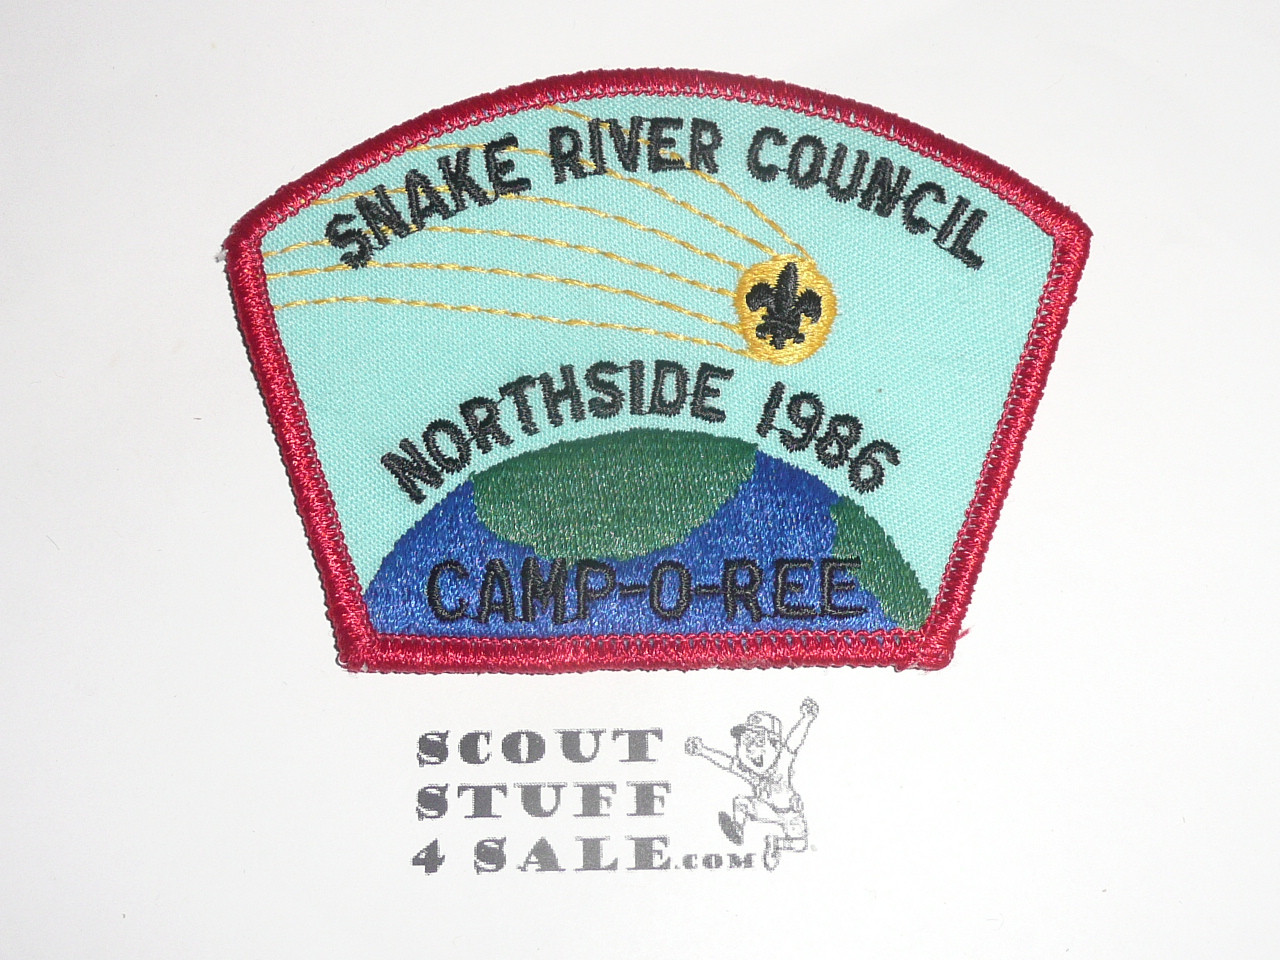 SNAKE RIVER COUNCIL
NORTHSIDE 1986
CAMP-O-REE
SCOUT
STUFF
4 SALE.COM